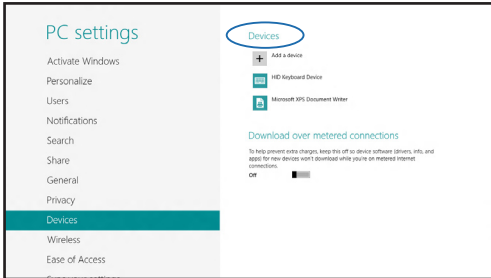 PC settings
Activate Windows
Personalize
Users
Notifications
Search
Share
General
Privacy
Devices
Wireless
Ease of Access
Devices
Add a device
HID Keyboard Device
Microsoft XPS Document Writer
Download over metered connections
To help prevent extra charges, keep this off so device software (drivers, info, and
apps) for new devices won't download while you're on metered Internet
connections.
Off